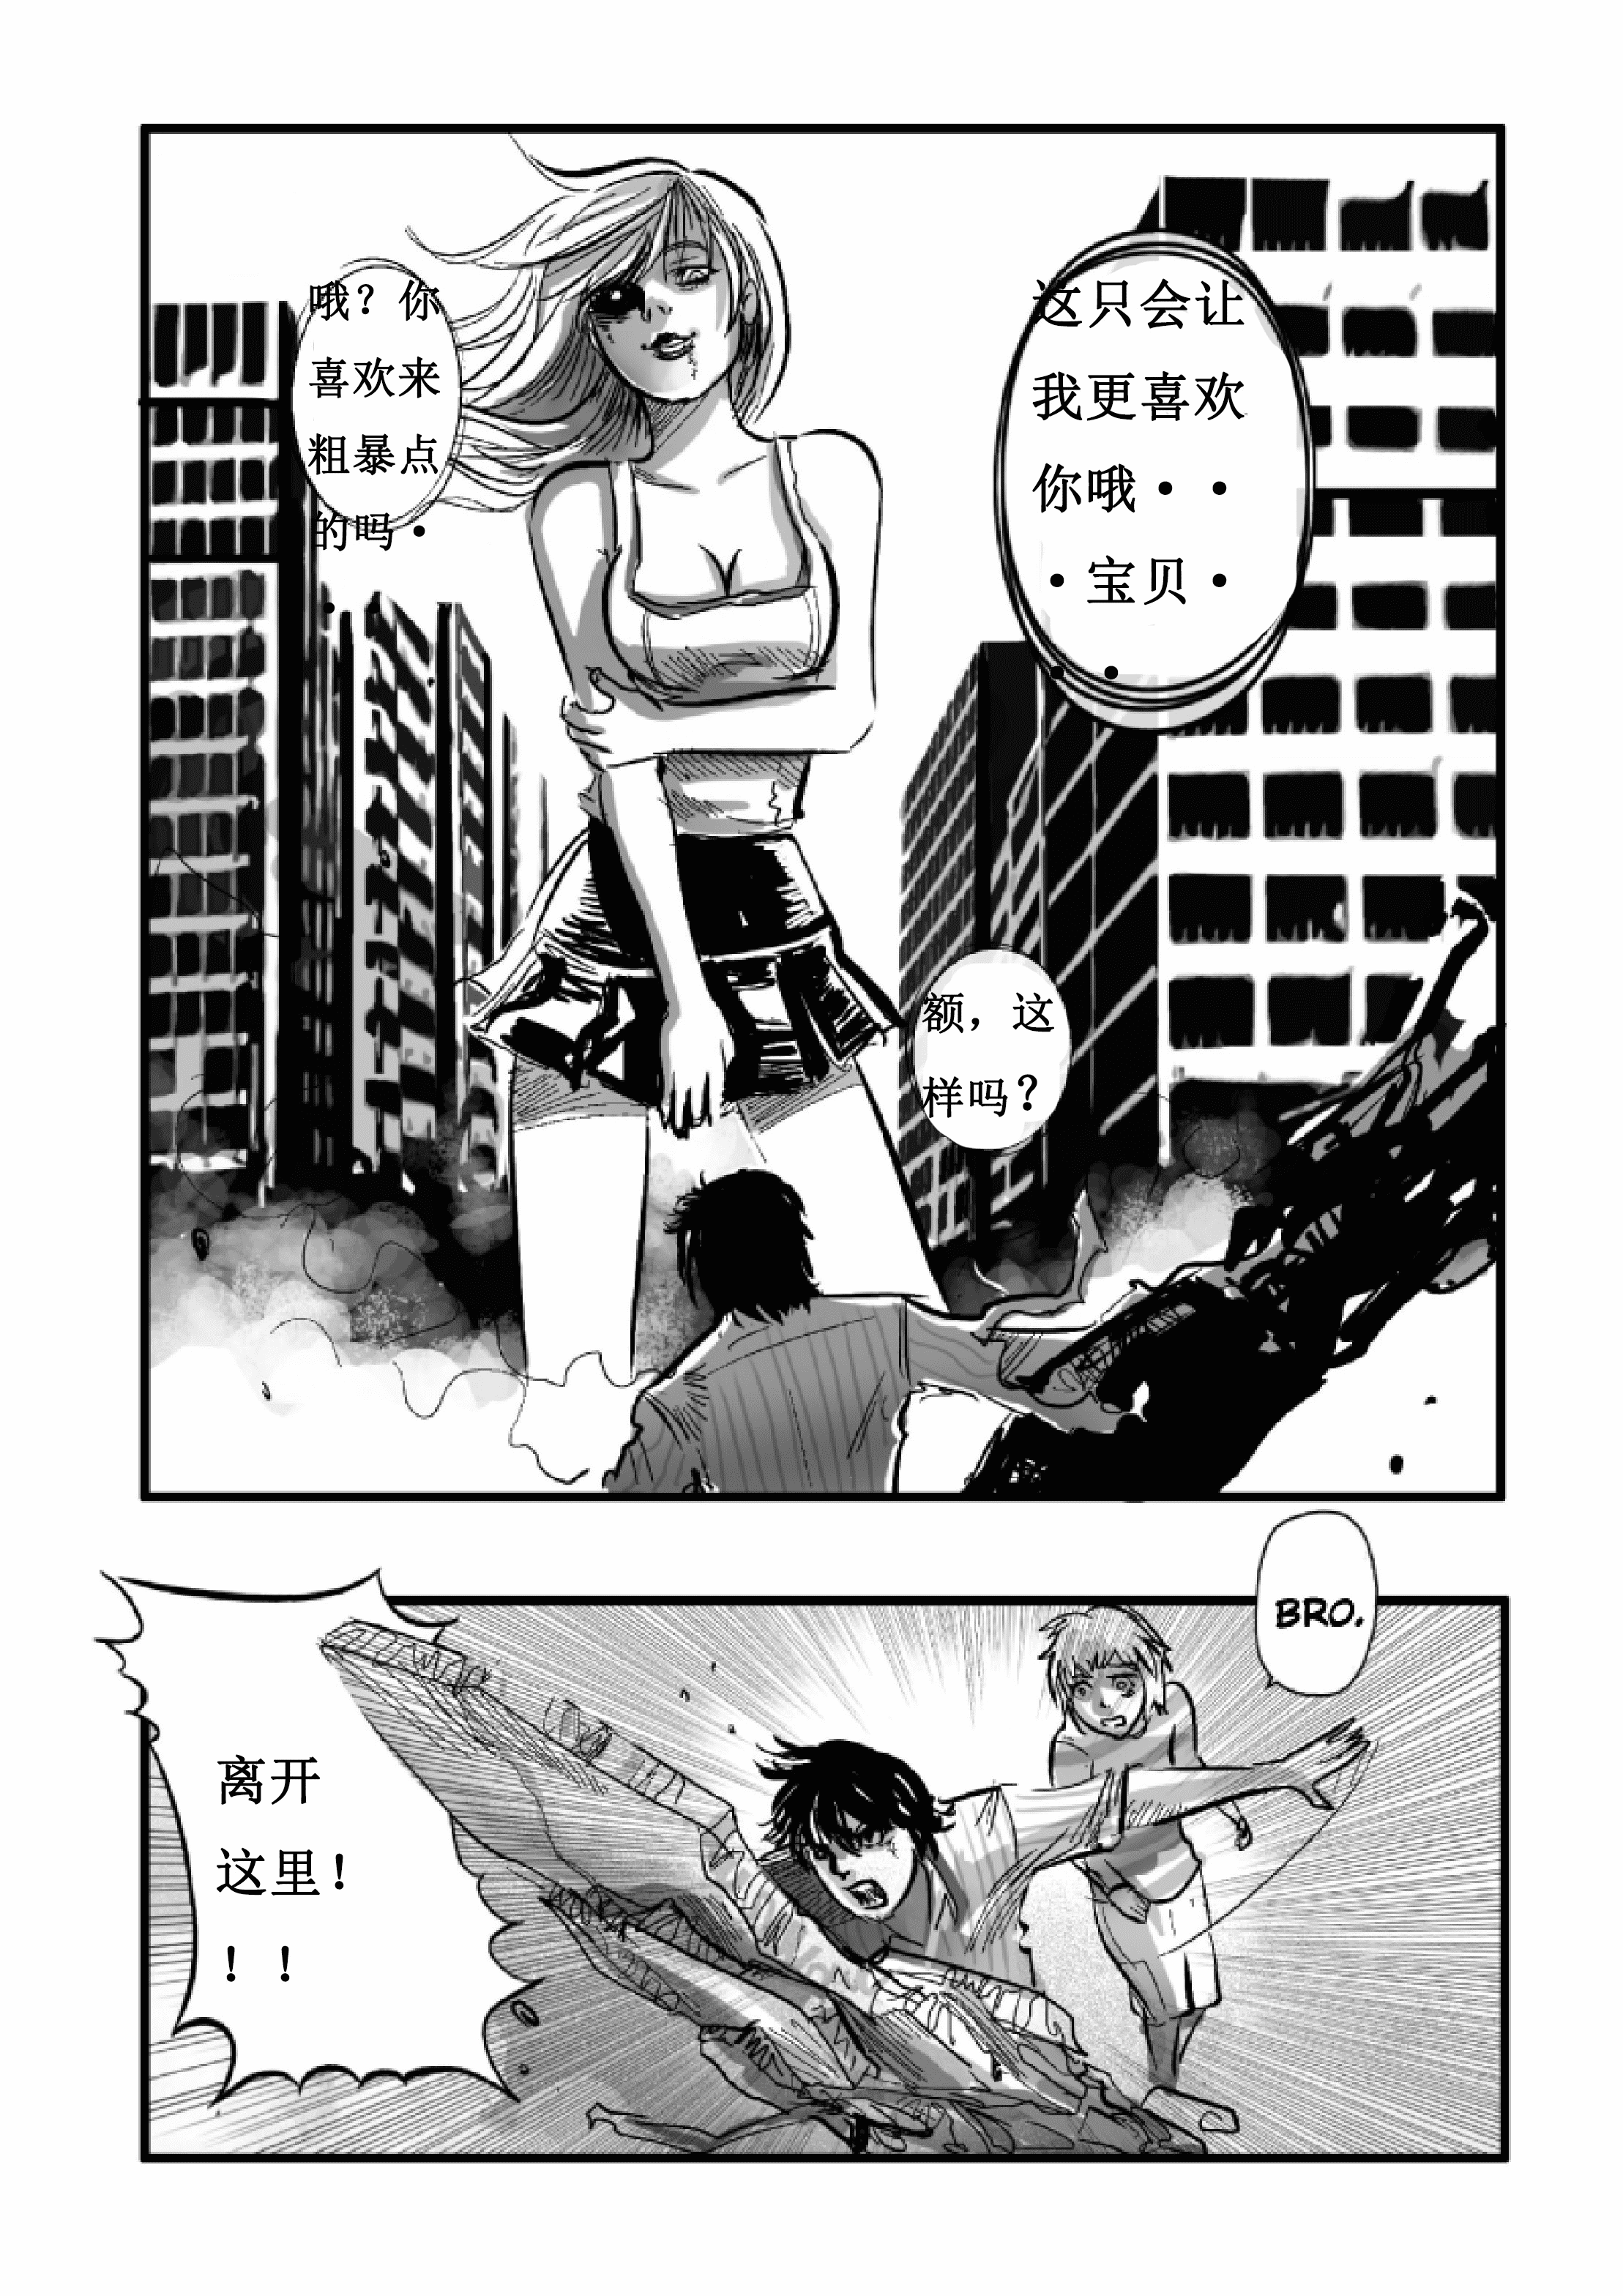 哦？你
喜欢来
粗暴点
的吗·
·
这只会让
我更喜欢
你哦··
·宝贝·
··
额，这
样吗？
BRO.
离开
这里！
！！